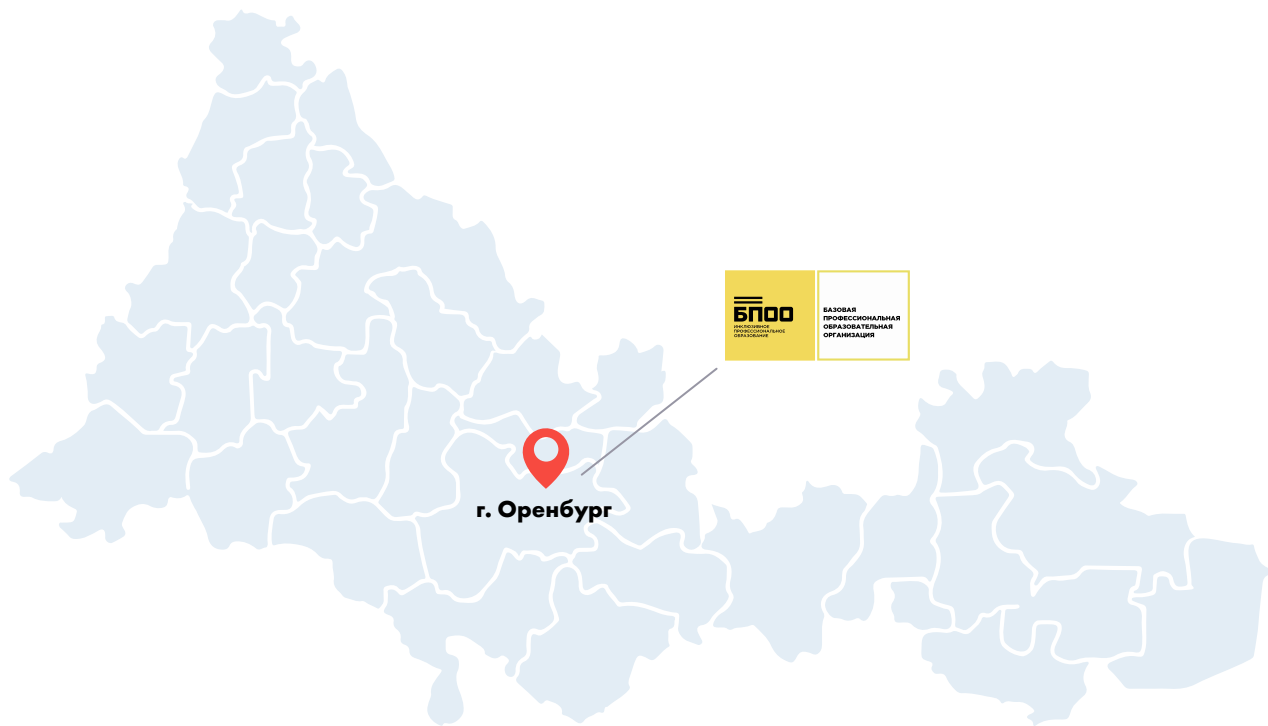 БПОО
ИНКЛЮЗИВНОЕ
ПРОФЕССИОНАЛЬНОЕ
ОБРАЗОВАНИЕ
БАЗОВАЯ
ПРОФЕССИОНАЛЬНАЯ
ОБРАЗОВАТЕЛЬНАЯ
ОРГАНИЗАЦИЯ
г. Оренбург